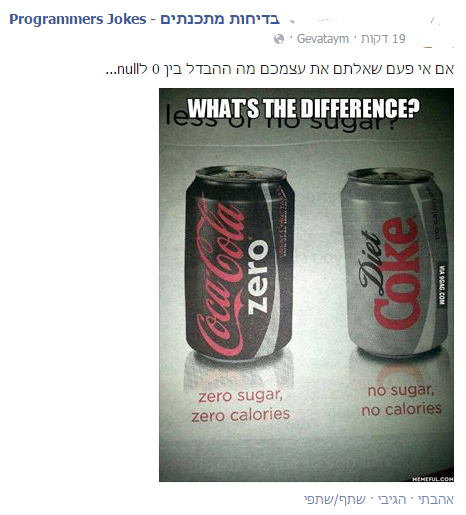 בדיחות מתכנתים - Programmers Jokes
19 דקות · Gevataym ·
אם אי פעם שאלתם את עצמכם מה ההבדל בין 0 לnull...
WHAT'S THE DIFFERENCE?
less or no sugar?
Coca-Cola
zero
Diet
Coke
no calories
VIA 9GAG.COM
zero sugar,
zero calories
no sugar,
no calories
MEMEFUL.COM
אהבתי · הגיבי · שתף/שתפי